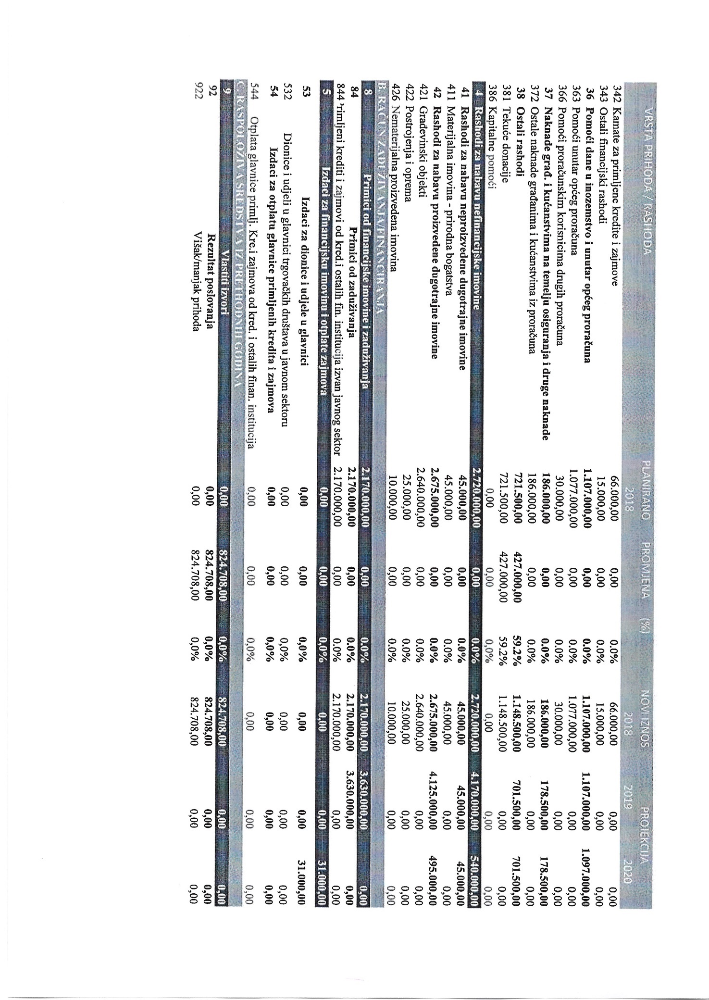 VRSTA PRIHODA / RASHODA PLANIRANO PROMJENA (%) NOVI IZNOS PROJEKCIJA
2018 2018 2019 2020
342 Kamate za primljene kredite i zajmove 66.000,00 0,00 0.0% 66.000,00 0,00 0,00
343 Ostali financijski rashodi 15.000,00 0,00 0.0% 15.000,00 0,00 0,00
36 Pomoći dane u inozemstvo i unutar općeg proračuna 1.107.000,00 0,00 0.0% 1.107.000,00 1.107.000,00 1.097.000,00
363 Pomoći unutar općeg proračuna 1.077.000,00 0,00 0.0% 1.077.000,00 0,00 0,00
366 Pomoći proračunskim korisnicima drugih proračuna 30.000,00 0,00 0.0% 30.000,00 0,00 0,00
37 Naknade građ. i kućanstvima na temelju osiguranja i druge naknade 186.000,00 0,00 0.0% 186.000,00 178.500,00 178.500,00
372 Ostale naknade građanima i kućanstvima iz proračuna 186.000,00 0,00 0.0% 186.000,00 0,00 0,00
38 Ostali rashodi 721.500,00 427.000,00 59.2% 1.148.500,00 701.500,00 701.500,00
381 Tekuće donacije 721.500,00 427.000,00 59.2% 1.148.500,00 0,00 0,00
386 Kapitalne pomoći 0,00 0,00 0,0% 0,00 0,00 0,00
4 Rashodi za nabavu nefinancijske imovine 2.720.000,00 0,00 0.0% 2.720.000,00 4.170.000,00 540.000,00
41 Rashodi za nabavu neproizvedene dugotrajne imovine 45.000,00 0,00 0.0% 45.000,00 45.000,00 45.000,00
411 Materijalna imovina - prirodna bogatstva 45.000,00 0,00 0.0% 45.000,00 0,00 0,00
42 Rashodi za nabavu proizvedene dugotrajne imovine 2.675.000,00 0,00 0.0% 2.675.000,00 4.125.000,00 495.000,00
421 Građevinski objekti 2.640.000,00 0,00 0.0% 2.640.000,00 0,00 0,00
422 Postrojenja i oprema 25.000,00 0,00 0.0% 25.000,00 0,00 0,00
426 Nematerijalna proizvedena imovina 10.000,00 0,00 0.0% 10.000,00 0,00 0,00
B. RAČUN ZADUŽIVANJA/FINANCIRANJA
8 Primici od financijske imovine i zaduživanja 2.170.000,00 0,00 0.0% 2.170.000,00 3.630.000,00 0,00
84 Primici od zaduživanja 2.170.000,00 0,00 0.0% 2.170.000,00 3.630.000,00 0,00
844 'rimljeni krediti i zajmovi od kred.i ostalih fin. institucija izvan javnog sektor 2.170.000,00 0,00 0.0% 2.170.000,00 0,00 0,00
5 Izdaci za financijsku imovinu i otplate zajmova 0,00 0,00 0,0% 0,00 0,00 31.000,00
53 Izdaci za dionice i udjele u glavnici 0,00 0,00 0,0% 0,00 0,00 31.000,00
532 Dionice i udjeli u glavnici trgovačkih društava u javnom sektoru 0,00 0,00 0,0% 0,00 0,00 0,00
54 Izdaci za otplatu glavnice primljenih kredita i zajmova 0,00 0,00 0,0% 0,00 0,00 0,00
544 Otplata glavnice primlj. Kre.i zajmova od kred. i ostalih finan. institucija 0,00 0,00 0,0% 0,00 0,00 0,00
C. RASPOLOŽIVA SREDSTVA IZ PRETHODNIH GODINA
9 Vlastiti izvori 0,00 824.708,00 0,0% 824.708,00 0,00 0,00
92 Rezultat poslovanja 0,00 824.708,00 0,0% 824.708,00 0,00 0,00
922 Višak/manjak prihoda 0,00 824.708,00 0,0% 824.708,00 0,00 0,00